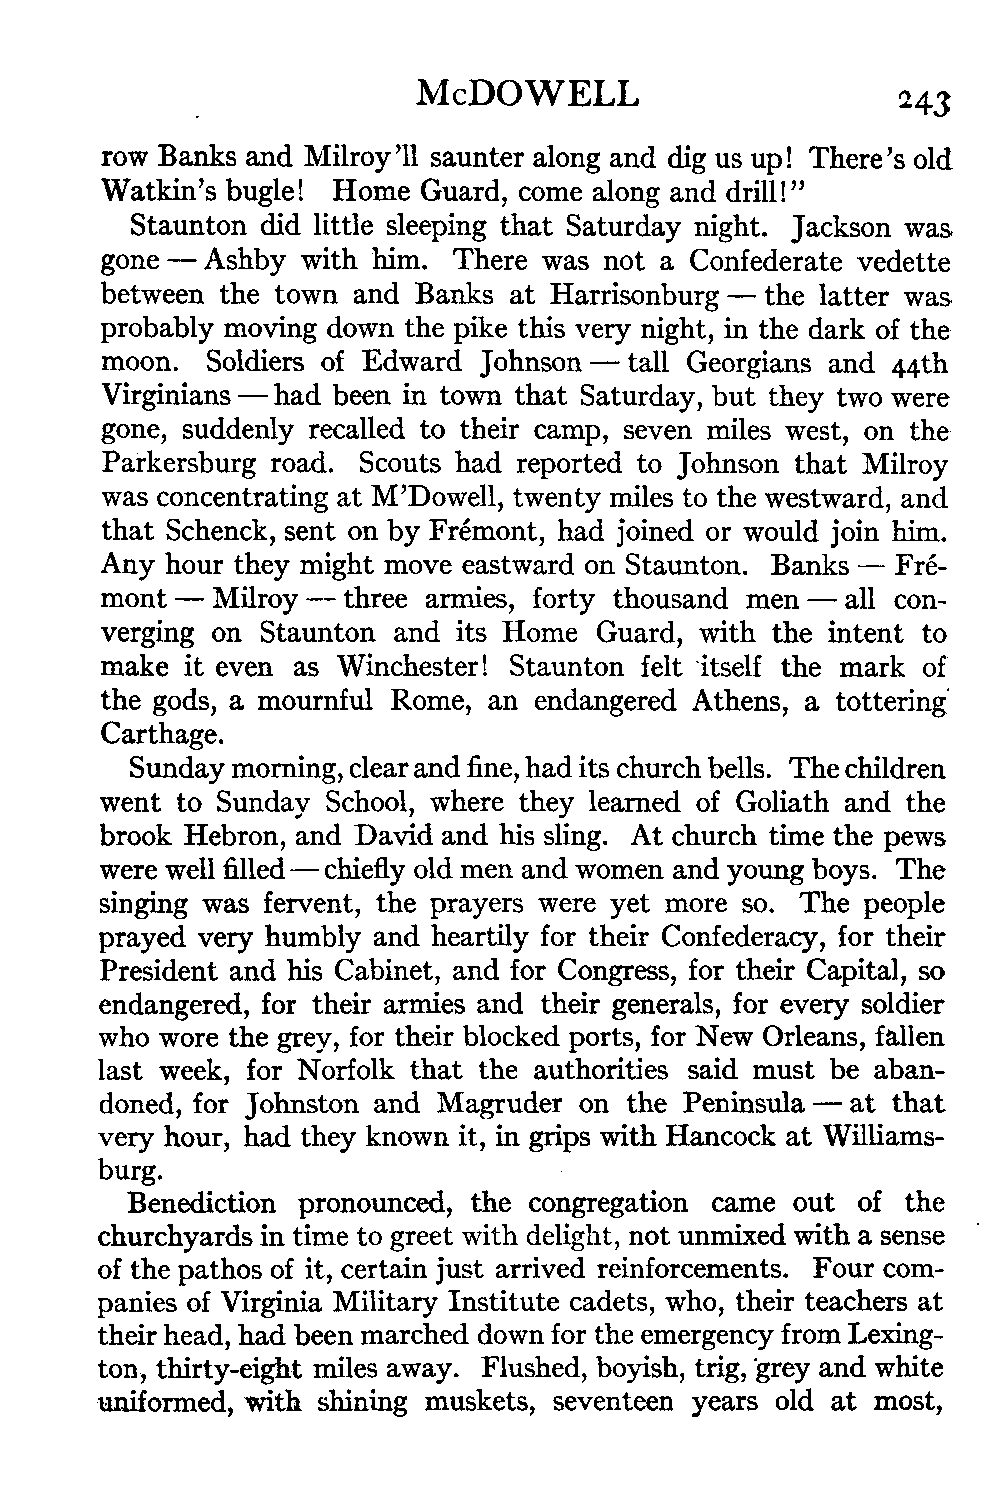 McDOWELL 243
row Banks and Milroy'll saunter along and dig us up! There's old
Watkin's bugle! Home Guard, come along and drill!"
Staunton did little sleeping that Saturday night. Jackson was
gone — Ashby with him. There was not a Confederate vedette
between the town and Banks at Harrisonburg — the latter was
probably moving down the pike this very night, in the dark of the
moon. Soldiers of Edward Johnson — tall Georgians and 44th
Virginians — had been in town that Saturday, but they two were
gone, suddenly recalled to their camp, seven miles west, on the
Parkersburg road. Scouts had reported to Johnson that Milroy
was concentrating at M'Dowell, twenty miles to the westward, and
that Schenck, sent on by Frémont, had joined or would join him.
Any hour they might move eastward on Staunton. Banks — Fré-
mont — Milroy — three armies, forty thousand men — all con-
verging on Staunton and its Home Guard, with the intent to
make it even as Winchester! Staunton felt itself the mark of
the gods, a mournful Rome, an endangered Athens, a tottering
Carthage.
Sunday morning, clear and fine, had its church bells. The children
went to Sunday School, where they learned of Goliath and the
brook Hebron, and David and his sling. At church time the pews
were well filled — chiefly old men and women and young boys. The
singing was fervent, the prayers were yet more so. The people
prayed very humbly and heartily for their Confederacy, for their
President and his Cabinet, and for Congress, for their Capital, so
endangered, for their armies and their generals, for every soldier
who wore the grey, for their blocked ports, for New Orleans, fallen
last week, for Norfolk that the authorities said must be aban-
doned, for Johnston and Magruder on the Peninsula — at that
very hour, had they known it, in grips with Hancock at Williams-
burg.
Benediction pronounced, the congregation came out of the
churchyards in time to greet with delight, not unmixed with a sense
of the pathos of it, certain just arrived reinforcements. Four com-
panies of Virginia Military Institute cadets, who, their teachers at
their head, had been marched down for the emergency from Lexing-
ton, thirty-eight miles away. Flushed, boyish, trig, grey and white
uniformed, with shining muskets, seventeen years old at most,